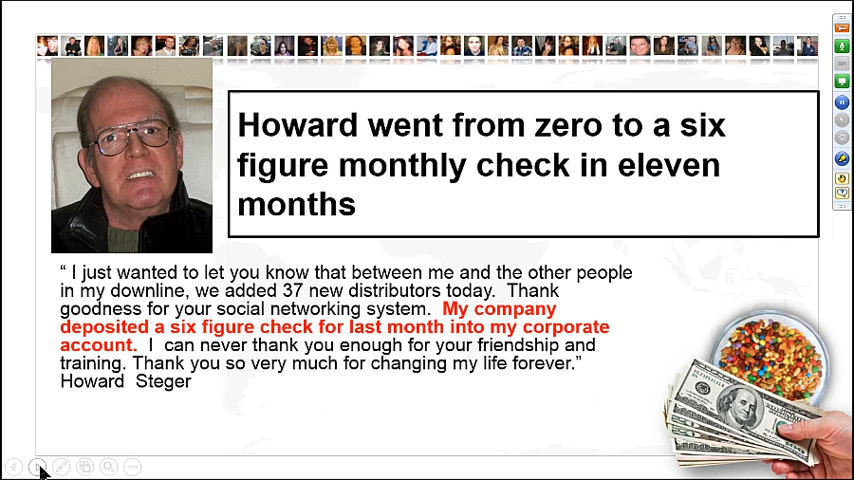 Howard went from zero to a six
figure monthly check in eleven
months
“ I just wanted to let you know that between me and the other people
in my downline, we added 37 new distributors today.  Thank
goodness for your social networking system.  My company
deposited a six figure check for last month into my corporate
account.  I  can never thank you enough for your friendship and
training. Thank you so very much for changing my life forever.”
Howard  Steger